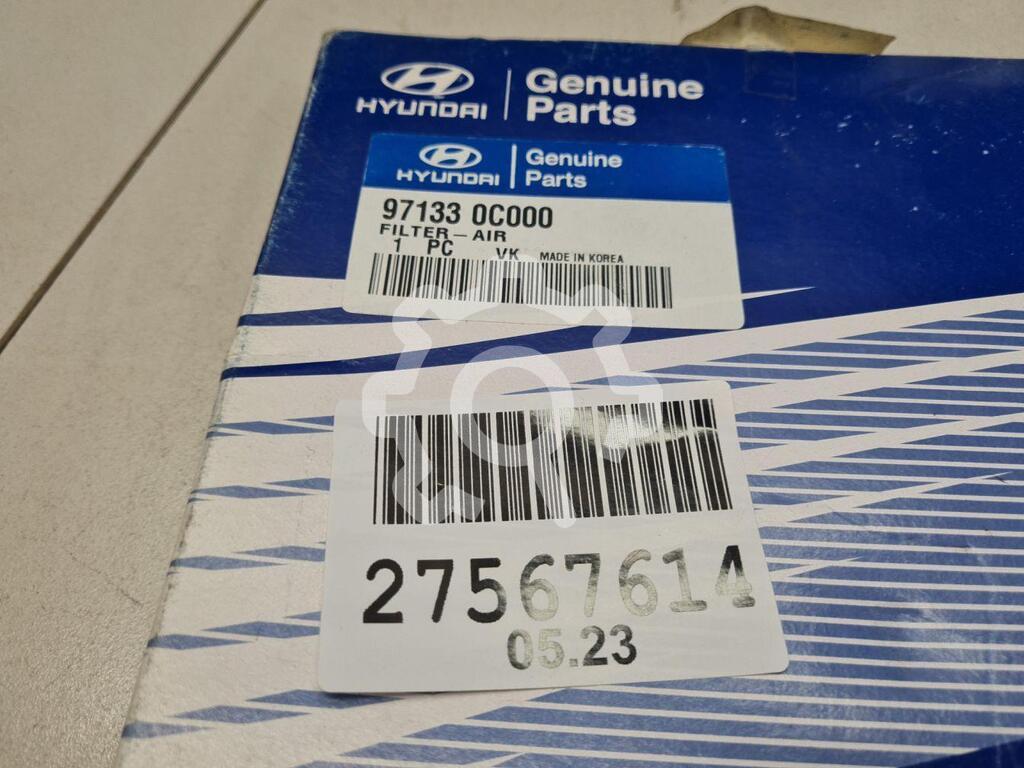 HYUNDAI
Genuine
Parts
HYUNDAI
Genuine
Parts
97133 0C000
FILTER-AIR
1 PC VK MADE IN KOREA
27567614
05.23